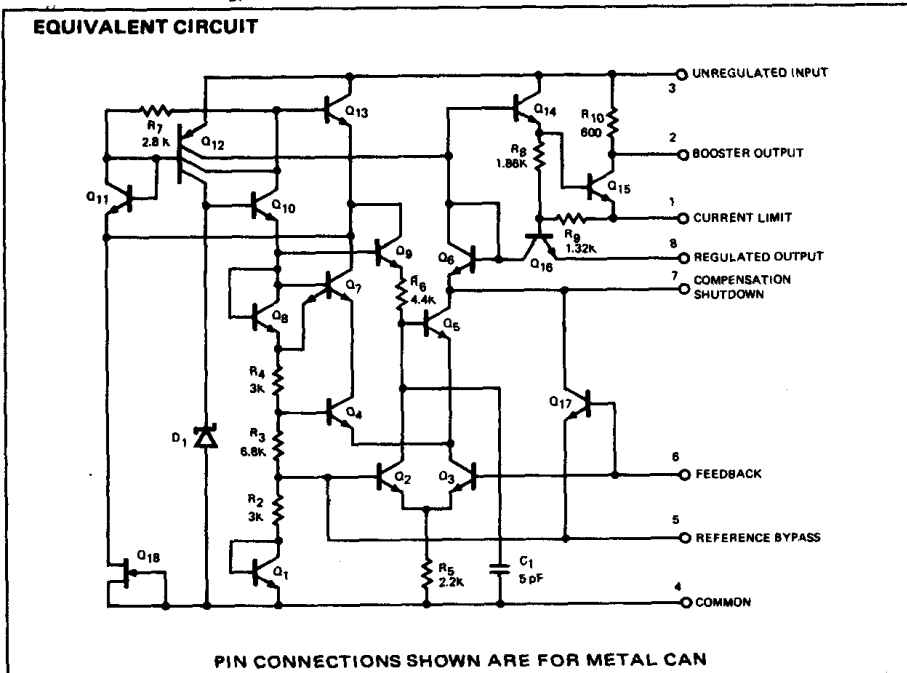 EQUIVALENT CIRCUIT
UNREGULATED INPUT
3
Q13
Q14
R7
2.8 k
Q12
R10
600
R8
1.86K
2
BOOSTER OUTPUT
Q15
Q11
Q10
1
CURRENT LIMIT
R9
1.32k
8
REGULATED OUTPUT
Q9
Q6
Q16
7
COMPENSATION
SHUTDOWN
R6
4.4k
Q7
Q8
Q5
R4
3K
Q17
Q4
D1
R3
6.8K
6
FEEDBACK
Q2
Q3
R2
3K
5
REFERENCE BYPASS
Q18
Q1
R5
2.2K
C1
5 pF
4
COMMON
PIN CONNECTIONS SHOWN ARE FOR METAL CAN